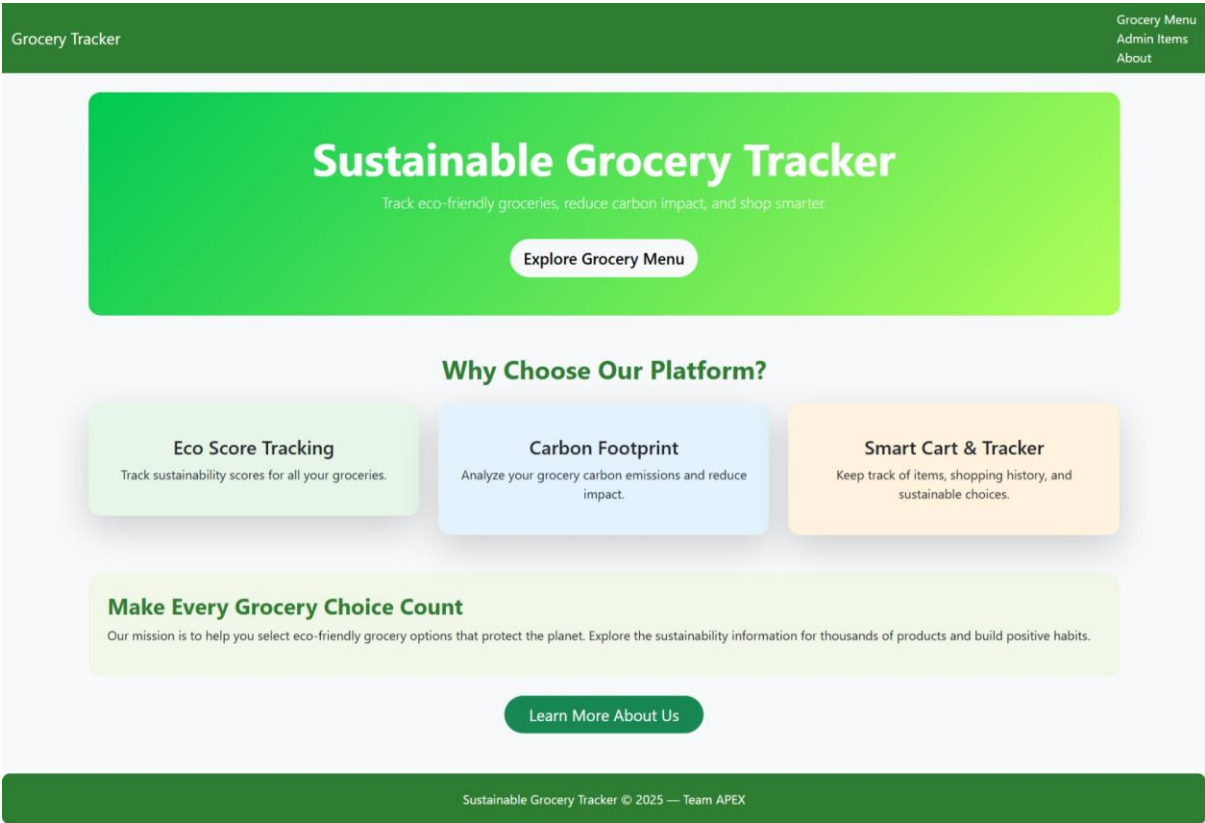 Grocery Tracker
Grocery Menu
Admin Items
About
Sustainable Grocery Tracker
Track eco-friendly groceries, reduce carbon impact, and shop smarter.
Explore Grocery Menu
Why Choose Our Platform?
Eco Score Tracking
Track sustainability scores for all your groceries.
Carbon Footprint
Analyze your grocery carbon emissions and reduce
impact.
Smart Cart & Tracker
Keep track of items, shopping history, and
sustainable choices.
Make Every Grocery Choice Count
Our mission is to help you select eco-friendly grocery options that protect the planet. Explore the sustainability information for thousands of products and build positive habits.
Learn More About Us
Sustainable Grocery Tracker © 2025 — Team APEX